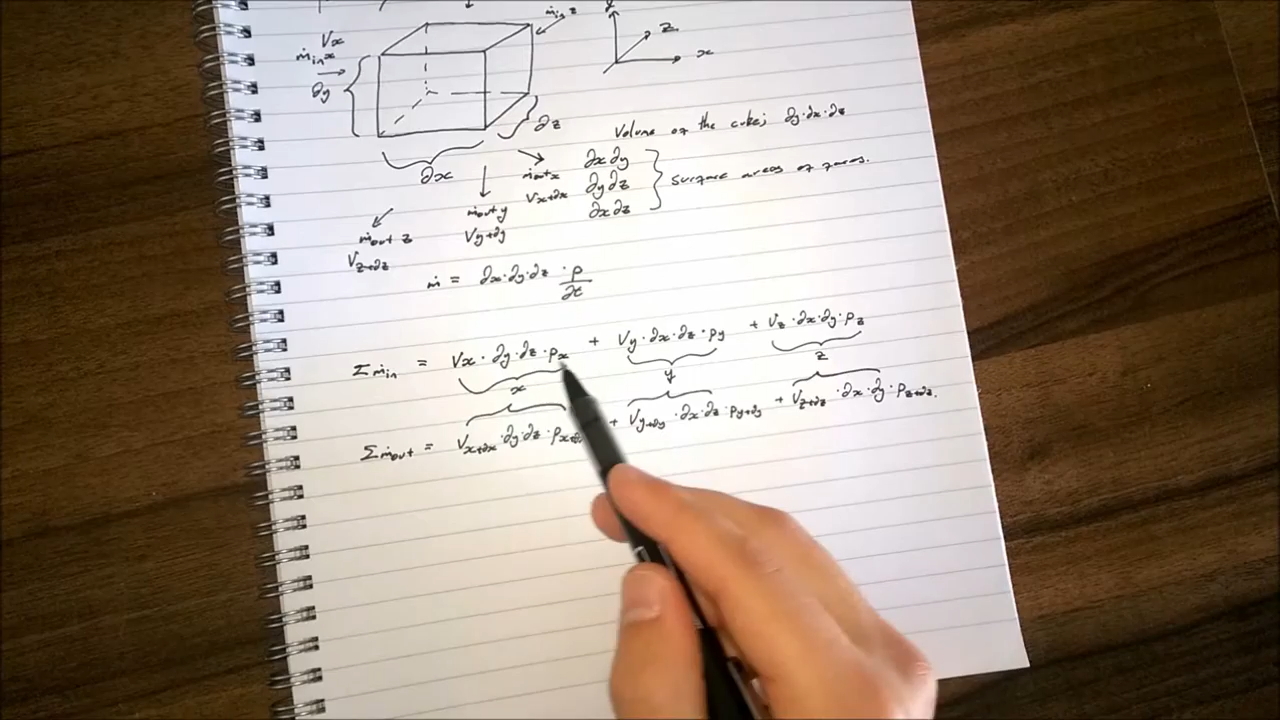 ṁin z
y
Vx
ṁin x
z
x
∂y
∂z
Volume of the cube; ∂y·∂x·∂z
∂x
ṁout x ∂x∂y
Vx+∂x ∂y∂z surface areas of faces.
∂x∂z
ṁout y
Vy+∂y
ṁout z
Vz+∂z
ṁ = ∂x·∂y·∂z · ρ/∂t
Σṁin = Vx·∂y·∂z·ρx + Vy·∂x·∂z·ρy + Vz·∂x·∂y·ρz
x y z
Σṁout = Vx+∂x·∂y·∂z·ρx+∂x + Vy+∂y·∂x·∂z·ρy+∂y + Vz+∂z·∂x·∂y·ρz+∂z.